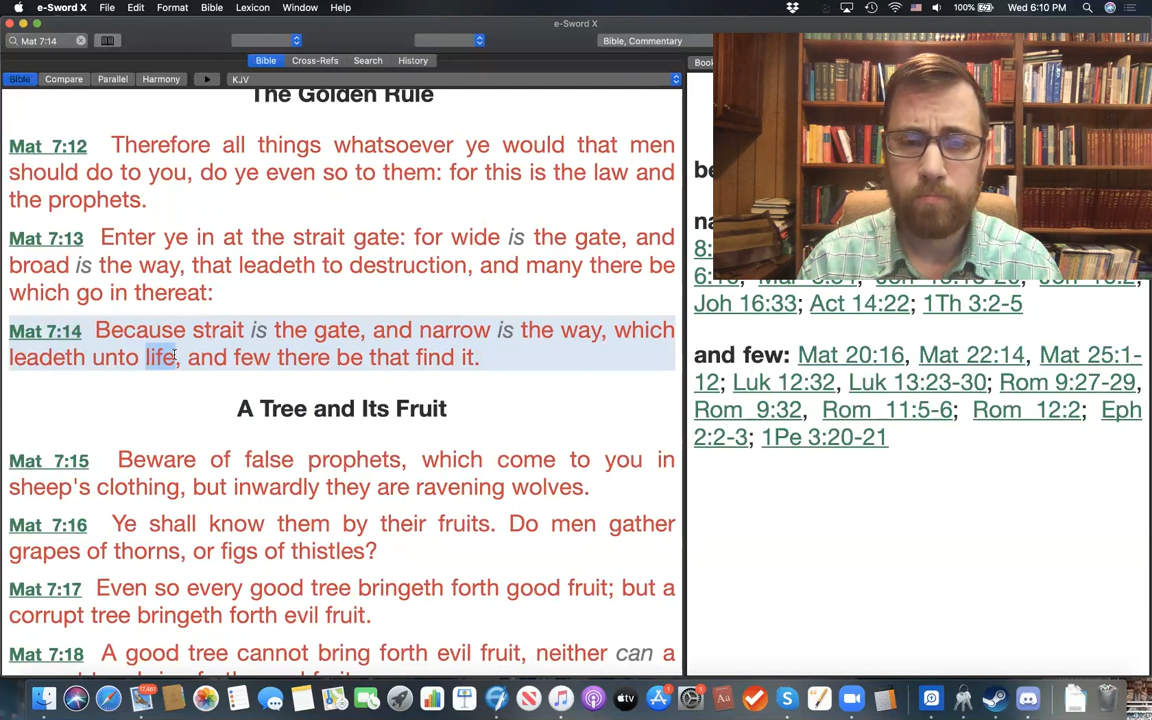 e-Sword X File Edit Format Bible Lexicon Window Help
100% Wed 6:10 PM
e-Sword X
Mat 7:14
Bible, Commentary
Bible Cross-Refs Search History
Book
Bible Compare Parallel Harmony KJV
The Golden Rule
Mat 7:12 Therefore all things whatsoever ye would that men
should do to you, do ye even so to them: for this is the law and
the prophets.
Mat 7:13 Enter ye in at the strait gate: for wide is the gate, and
broad is the way, that leadeth to destruction, and many there be
which go in thereat:
Mat 7:14 Because strait is the gate, and narrow is the way, which
leadeth unto life, and few there be that find it.
A Tree and Its Fruit
Mat 7:15 Beware of false prophets, which come to you in
sheep's clothing, but inwardly they are ravening wolves.
Mat 7:16 Ye shall know them by their fruits. Do men gather
grapes of thorns, or figs of thistles?
Mat 7:17 Even so every good tree bringeth forth good fruit; but a
corrupt tree bringeth forth evil fruit.
Mat 7:18 A good tree cannot bring forth evil fruit, neither can a
be
na
8:
Joh 16:33; Act 14:22; 1Th 3:2-5
and few: Mat 20:16, Mat 22:14, Mat 25:1-
12; Luk 12:32, Luk 13:23-30; Rom 9:27-29,
Rom 9:32, Rom 11:5-6; Rom 12:2; Eph
2:2-3; 1Pe 3:20-21
17,461
tv